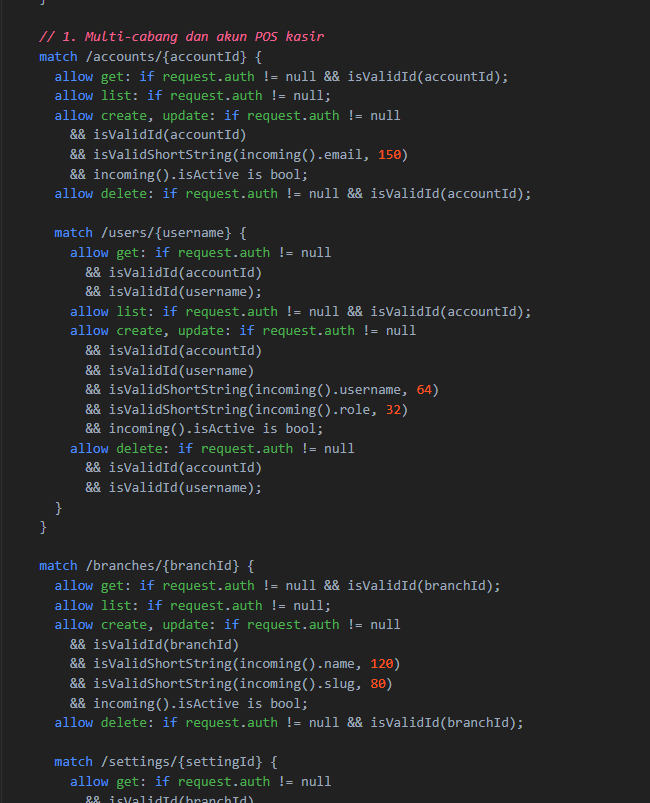 }
// 1. Multi-cabang dan akun POS kasir
match /accounts/{accountId} {
allow get: if request.auth != null && isValidId(accountId);
allow list: if request.auth != null;
allow create, update: if request.auth != null
&& isValidId(accountId)
&& isValidShortString(incoming().email, 150)
&& incoming().isActive is bool;
allow delete: if request.auth != null && isValidId(accountId);
match /users/{username} {
allow get: if request.auth != null
&& isValidId(accountId)
&& isValidId(username);
allow list: if request.auth != null && isValidId(accountId);
allow create, update: if request.auth != null
&& isValidId(accountId)
&& isValidId(username)
&& isValidShortString(incoming().username, 64)
&& isValidShortString(incoming().role, 32)
&& incoming().isActive is bool;
allow delete: if request.auth != null
&& isValidId(accountId)
&& isValidId(username);
}
}
match /branches/{branchId} {
allow get: if request.auth != null && isValidId(branchId);
allow list: if request.auth != null;
allow create, update: if request.auth != null
&& isValidId(branchId)
&& isValidShortString(incoming().name, 120)
&& isValidShortString(incoming().slug, 80)
&& incoming().isActive is bool;
allow delete: if request.auth != null && isValidId(branchId);
match /settings/{settingId} {
allow get: if request.auth != null
&& isValidId(branchId)